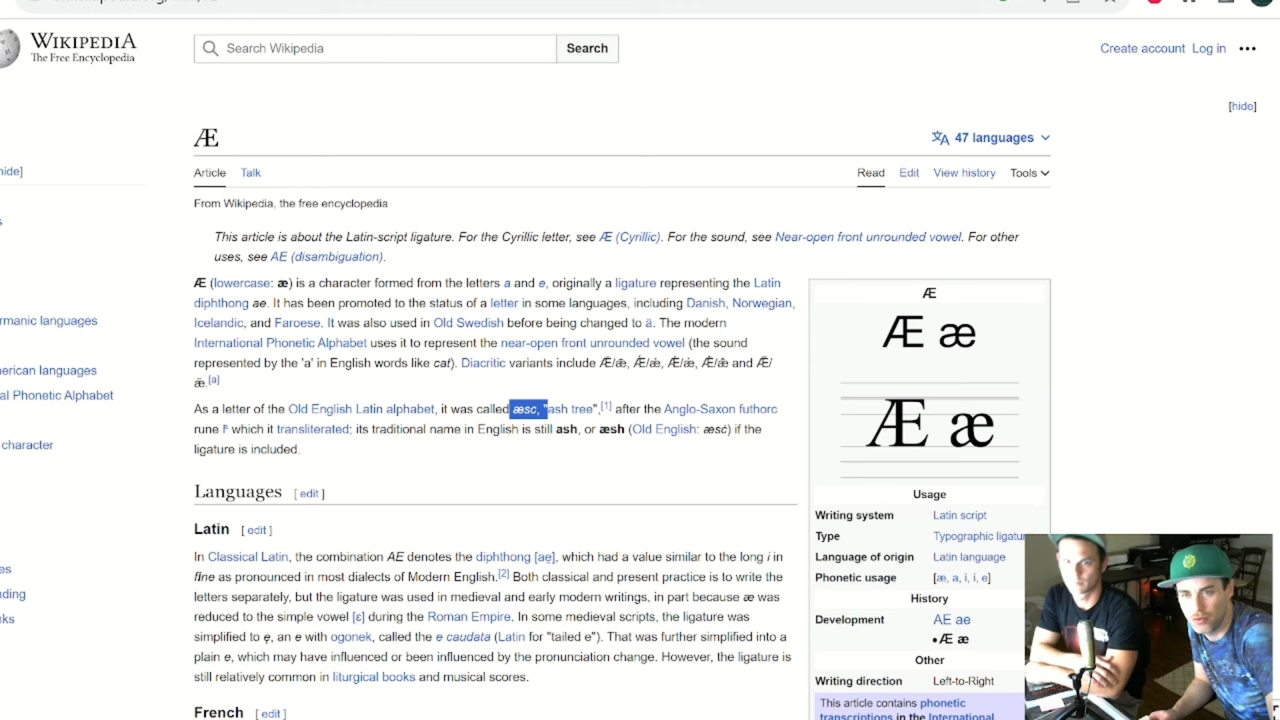 WIKIPEDIA
The Free Encyclopedia
Search Wikipedia
Search
Create account Log in •••
[hide]
Æ
47 languages
hide]
Article Talk
Read Edit View history Tools
From Wikipedia, the free encyclopedia
This article is about the Latin-script ligature. For the Cyrillic letter, see Æ (Cyrillic). For the sound, see Near-open front unrounded vowel. For other
uses, see AE (disambiguation).
Æ (lowercase: æ) is a character formed from the letters a and e, originally a ligature representing the Latin
diphthong ae. It has been promoted to the status of a letter in some languages, including Danish, Norwegian,
Icelandic, and Faroese. It was also used in Old Swedish before being changed to ä. The modern
International Phonetic Alphabet uses it to represent the near-open front unrounded vowel (the sound
represented by the 'a' in English words like cat). Diacritic variants include and
[a]
As a letter of the Old English Latin alphabet, it was called æsc, "ash tree",[1] after the Anglo-Saxon futhorc
rune ᚫ which it transliterated; its traditional name in English is still ash, or æsh (Old English: æsċ) if the
ligature is included.
Languages [ edit ]
Latin [ edit ]
In Classical Latin, the combination AE denotes the diphthong [ae̯], which had a value similar to the long i in
fine as pronounced in most dialects of Modern English.[2] Both classical and present practice is to write the
letters separately, but the ligature was used in medieval and early modern writings, in part because æ was
reduced to the simple vowel [ɛ] during the Roman Empire. In some medieval scripts, the ligature was
simplified to ę, an e with ogonek, called the e caudata (Latin for "tailed e"). That was further simplified into a
plain e, which may have influenced or been influenced by the pronunciation change. However, the ligature is
still relatively common in liturgical books and musical scores.
French [ edit ]
Æ
Æ æ
Æ æ
Usage
Writing system Latin script
Type Typographic ligatur
Language of origin Latin language
Phonetic usage
History
Development AE ae
• Æ æ
Other
Writing direction Left-to-Right
This article contains phonetic
transcriptions in the International
rmanic languages
erican languages
al Phonetic Alphabet
character
es
nding
ks